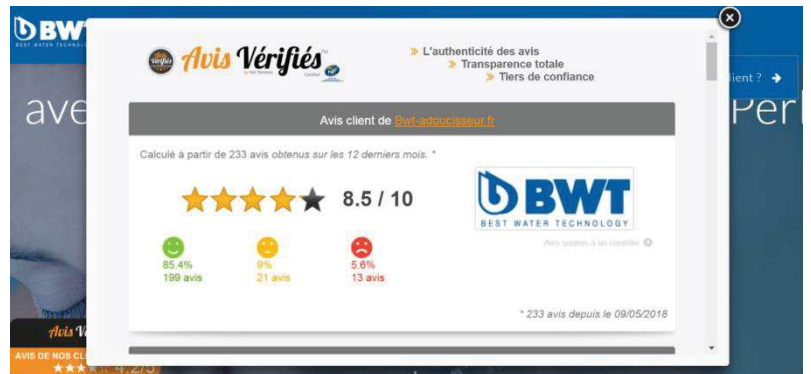 BWT
BEST WATER TECHNOLOGY
Avis Vérifiés
» L'authenticité des avis
» Transparence totale
» Tiers de confiance
lient ? →
ave
Per
Avis client de Bwt-adoucisseur.fr
Calculé à partir de 233 avis obtenus sur les 12 derniers mois. *
8.5 / 10
BWT
BEST WATER TECHNOLOGY
Avis soumis à un contrôle
85.4%
9%
5.6%
199 avis
21 avis
13 avis
* 233 avis depuis le 09/05/2018
Avis V
AVIS DE NOS CL
4.2/5